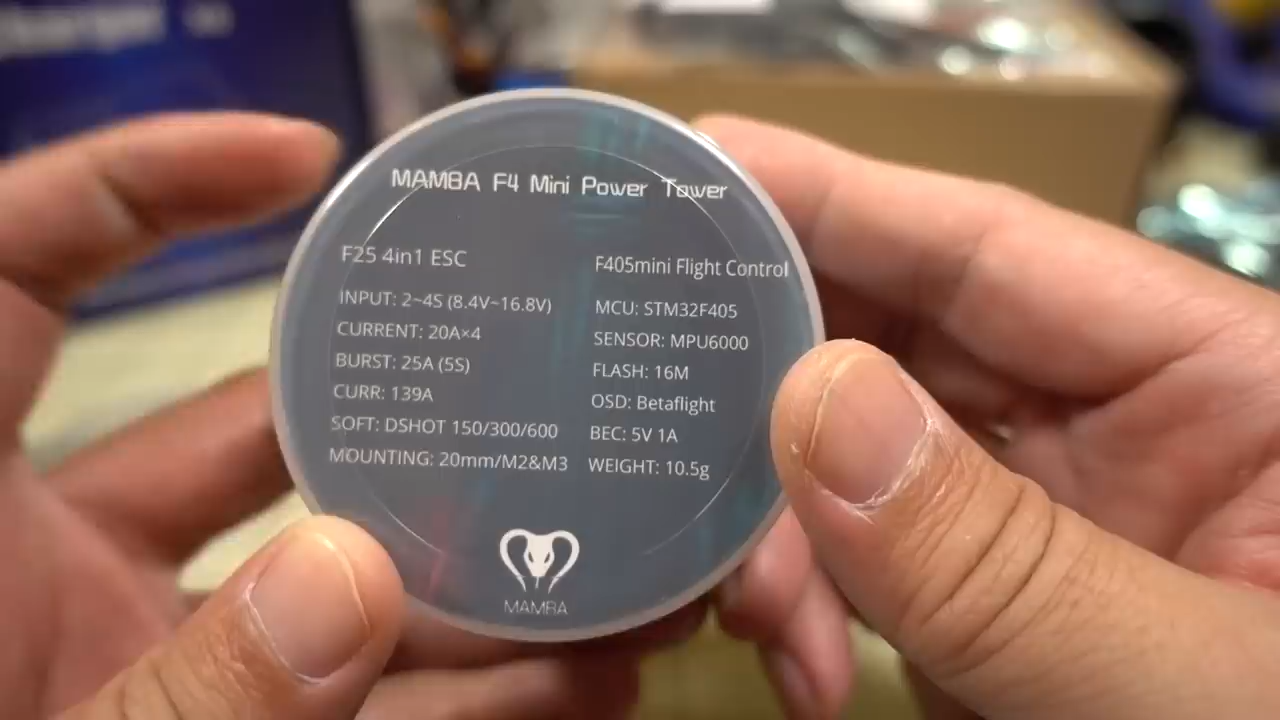 MAMBA F4 Mini Power Tower
F25 4in1 ESC
INPUT: 2~4S (8.4V~16.8V)
CURRENT: 20A×4
BURST: 25A (5S)
CURR: 139A
SOFT: DSHOT 150/300/600
MOUNTING: 20mm/M2&M3
F405mini Flight Control
MCU: STM32F405
SENSOR: MPU6000
FLASH: 16M
OSD: Betaflight
BEC: 5V 1A
WEIGHT: 10.5g
MAMBA